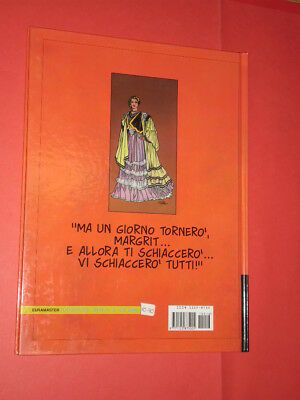 "MA UN GIORNO TORNERO',
MARGRIT...
E ALLORA TI SCHIACCERO'...
VI SCHIACCERO' TUTTI!"
EURAMASTER